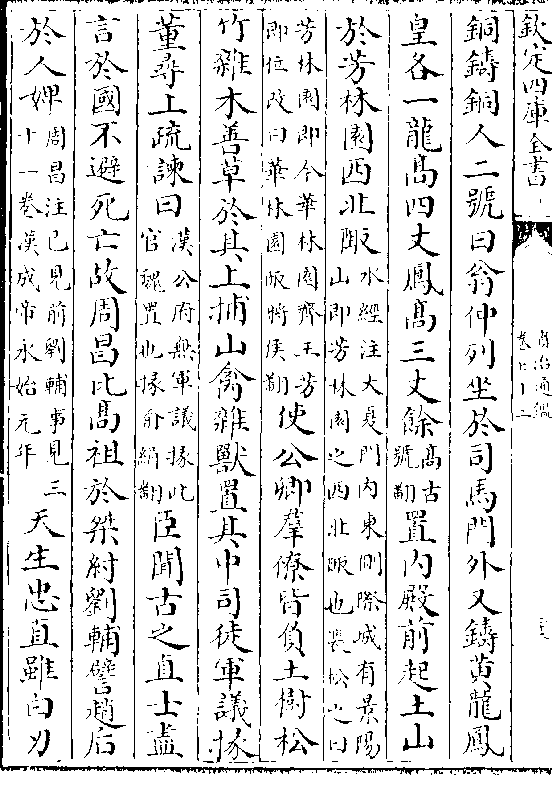 欽定四庫全書
資治通鑑
卷七十三
銅鑄銅人二號曰翁仲列坐於司馬門外又鑄黃龍鳳
皇各一龍髙四丈鳳髙三丈餘
髙古
號翻
置内殿前起土山
於芳林園西北陬
水經注大夏門内東側際城有景陽
山即芳林園之西北陬也裴松之曰
芳林園即今華林園齊王芳
即位改曰華林園陬將侯翻
使公卿羣僚皆負土樹松
竹雜木善草於其上捕山禽雜獸置其中司徒軍議掾
董尋上疏諫曰
漢公府無軍議掾此
官魏置也掾俞絹翻
臣聞古之直士盡
言於國不避死亡故周昌比髙祖於桀紂劉輔譬趙后
於人婢
周昌注已見前劉輔事見三
十一卷漢成帝永始元年
天生忠直雖白刃